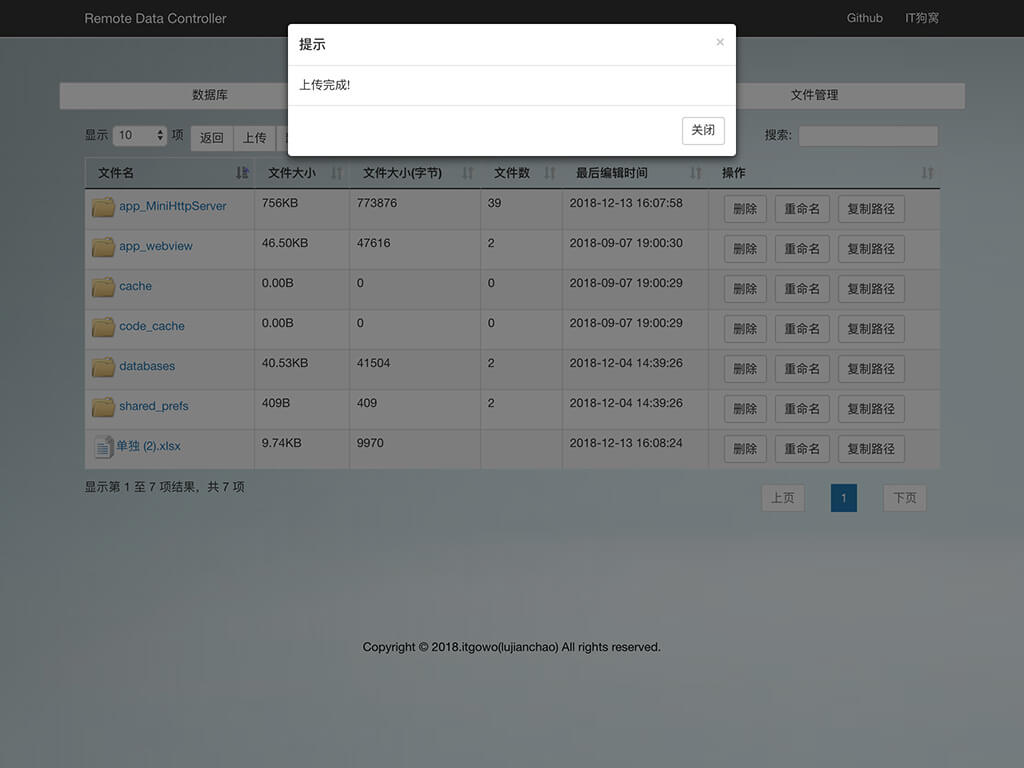 Remote Data Controller Github IT狗窝
提示 ×
上传完成!
关闭
数据库 文件管理
显示 10 项 返回 上传 搜索:
文件名 文件大小 文件大小(字节) 文件数 最后编辑时间 操作
app_MiniHttpServer 756KB 773876 39 2018-12-13 16:07:58 删除 重命名 复制路径
app_webview 46.50KB 47616 2 2018-09-07 19:00:30 删除 重命名 复制路径
cache 0.00B 0 0 2018-09-07 19:00:29 删除 重命名 复制路径
code_cache 0.00B 0 0 2018-09-07 19:00:29 删除 重命名 复制路径
databases 40.53KB 41504 2 2018-12-04 14:39:26 删除 重命名 复制路径
shared_prefs 409B 409 2 2018-12-04 14:39:26 删除 重命名 复制路径
单独 (2).xlsx 9.74KB 9970 2018-12-13 16:08:24 删除 重命名 复制路径
显示第 1 至 7 项结果，共 7 项 上页 1 下页
Copyright © 2018.itgowo(lujianchao) All rights reserved.